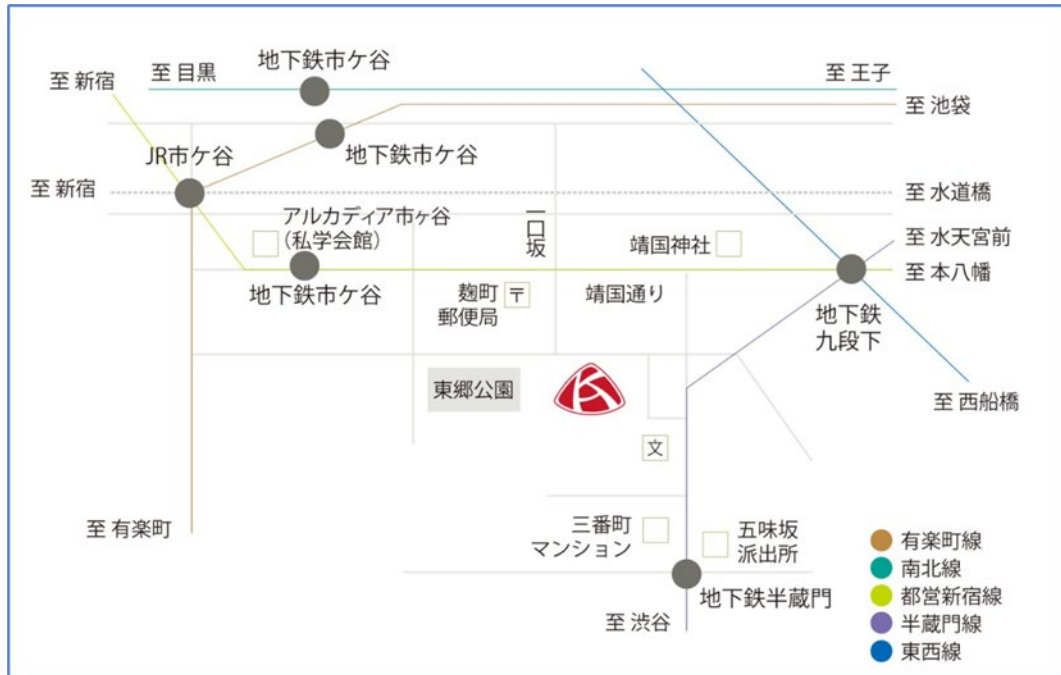 地下鉄市ケ谷
至 目黒
至 王子
至 新宿
至 池袋
地下鉄市ケ谷
JR市ケ谷
至 新宿
至 水道橋
アルカディア市ヶ谷
（私学会館）
一口坂
靖国神社
至 水天宮前
至 本八幡
地下鉄市ケ谷
麹町
郵便局
〒
靖国通り
地下鉄
九段下
東郷公園
至 西船橋
文
至 有楽町
三番町
マンション
五味坂
派出所
地下鉄半蔵門
至 渋谷
有楽町線
南北線
都営新宿線
半蔵門線
東西線